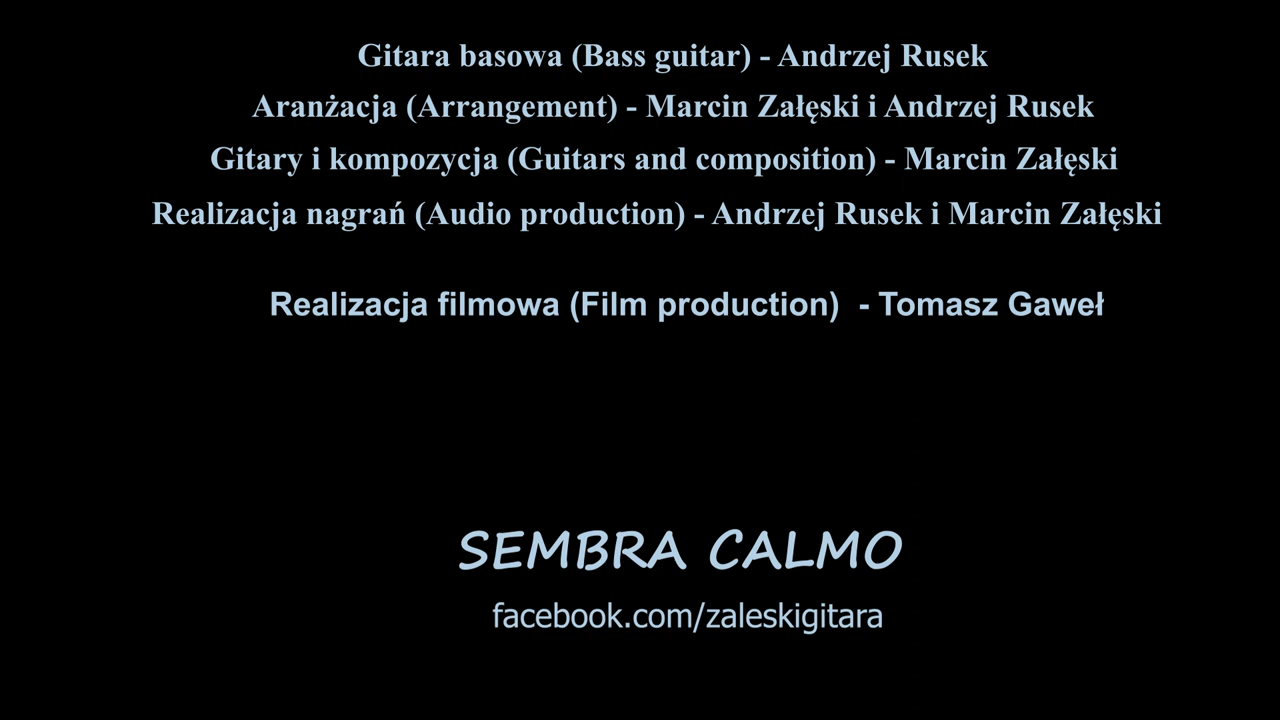 Gitara basowa (Bass guitar) - Andrzej Rusek
Aranżacja (Arrangement) - Marcin Załęski i Andrzej Rusek
Gitary i kompozycja (Guitars and composition) - Marcin Załęski
Realizacja nagrań (Audio production) - Andrzej Rusek i Marcin Załęski
Realizacja filmowa (Film production) - Tomasz Gaweł
SEMBRA CALMO
facebook.com/zaleskigitara